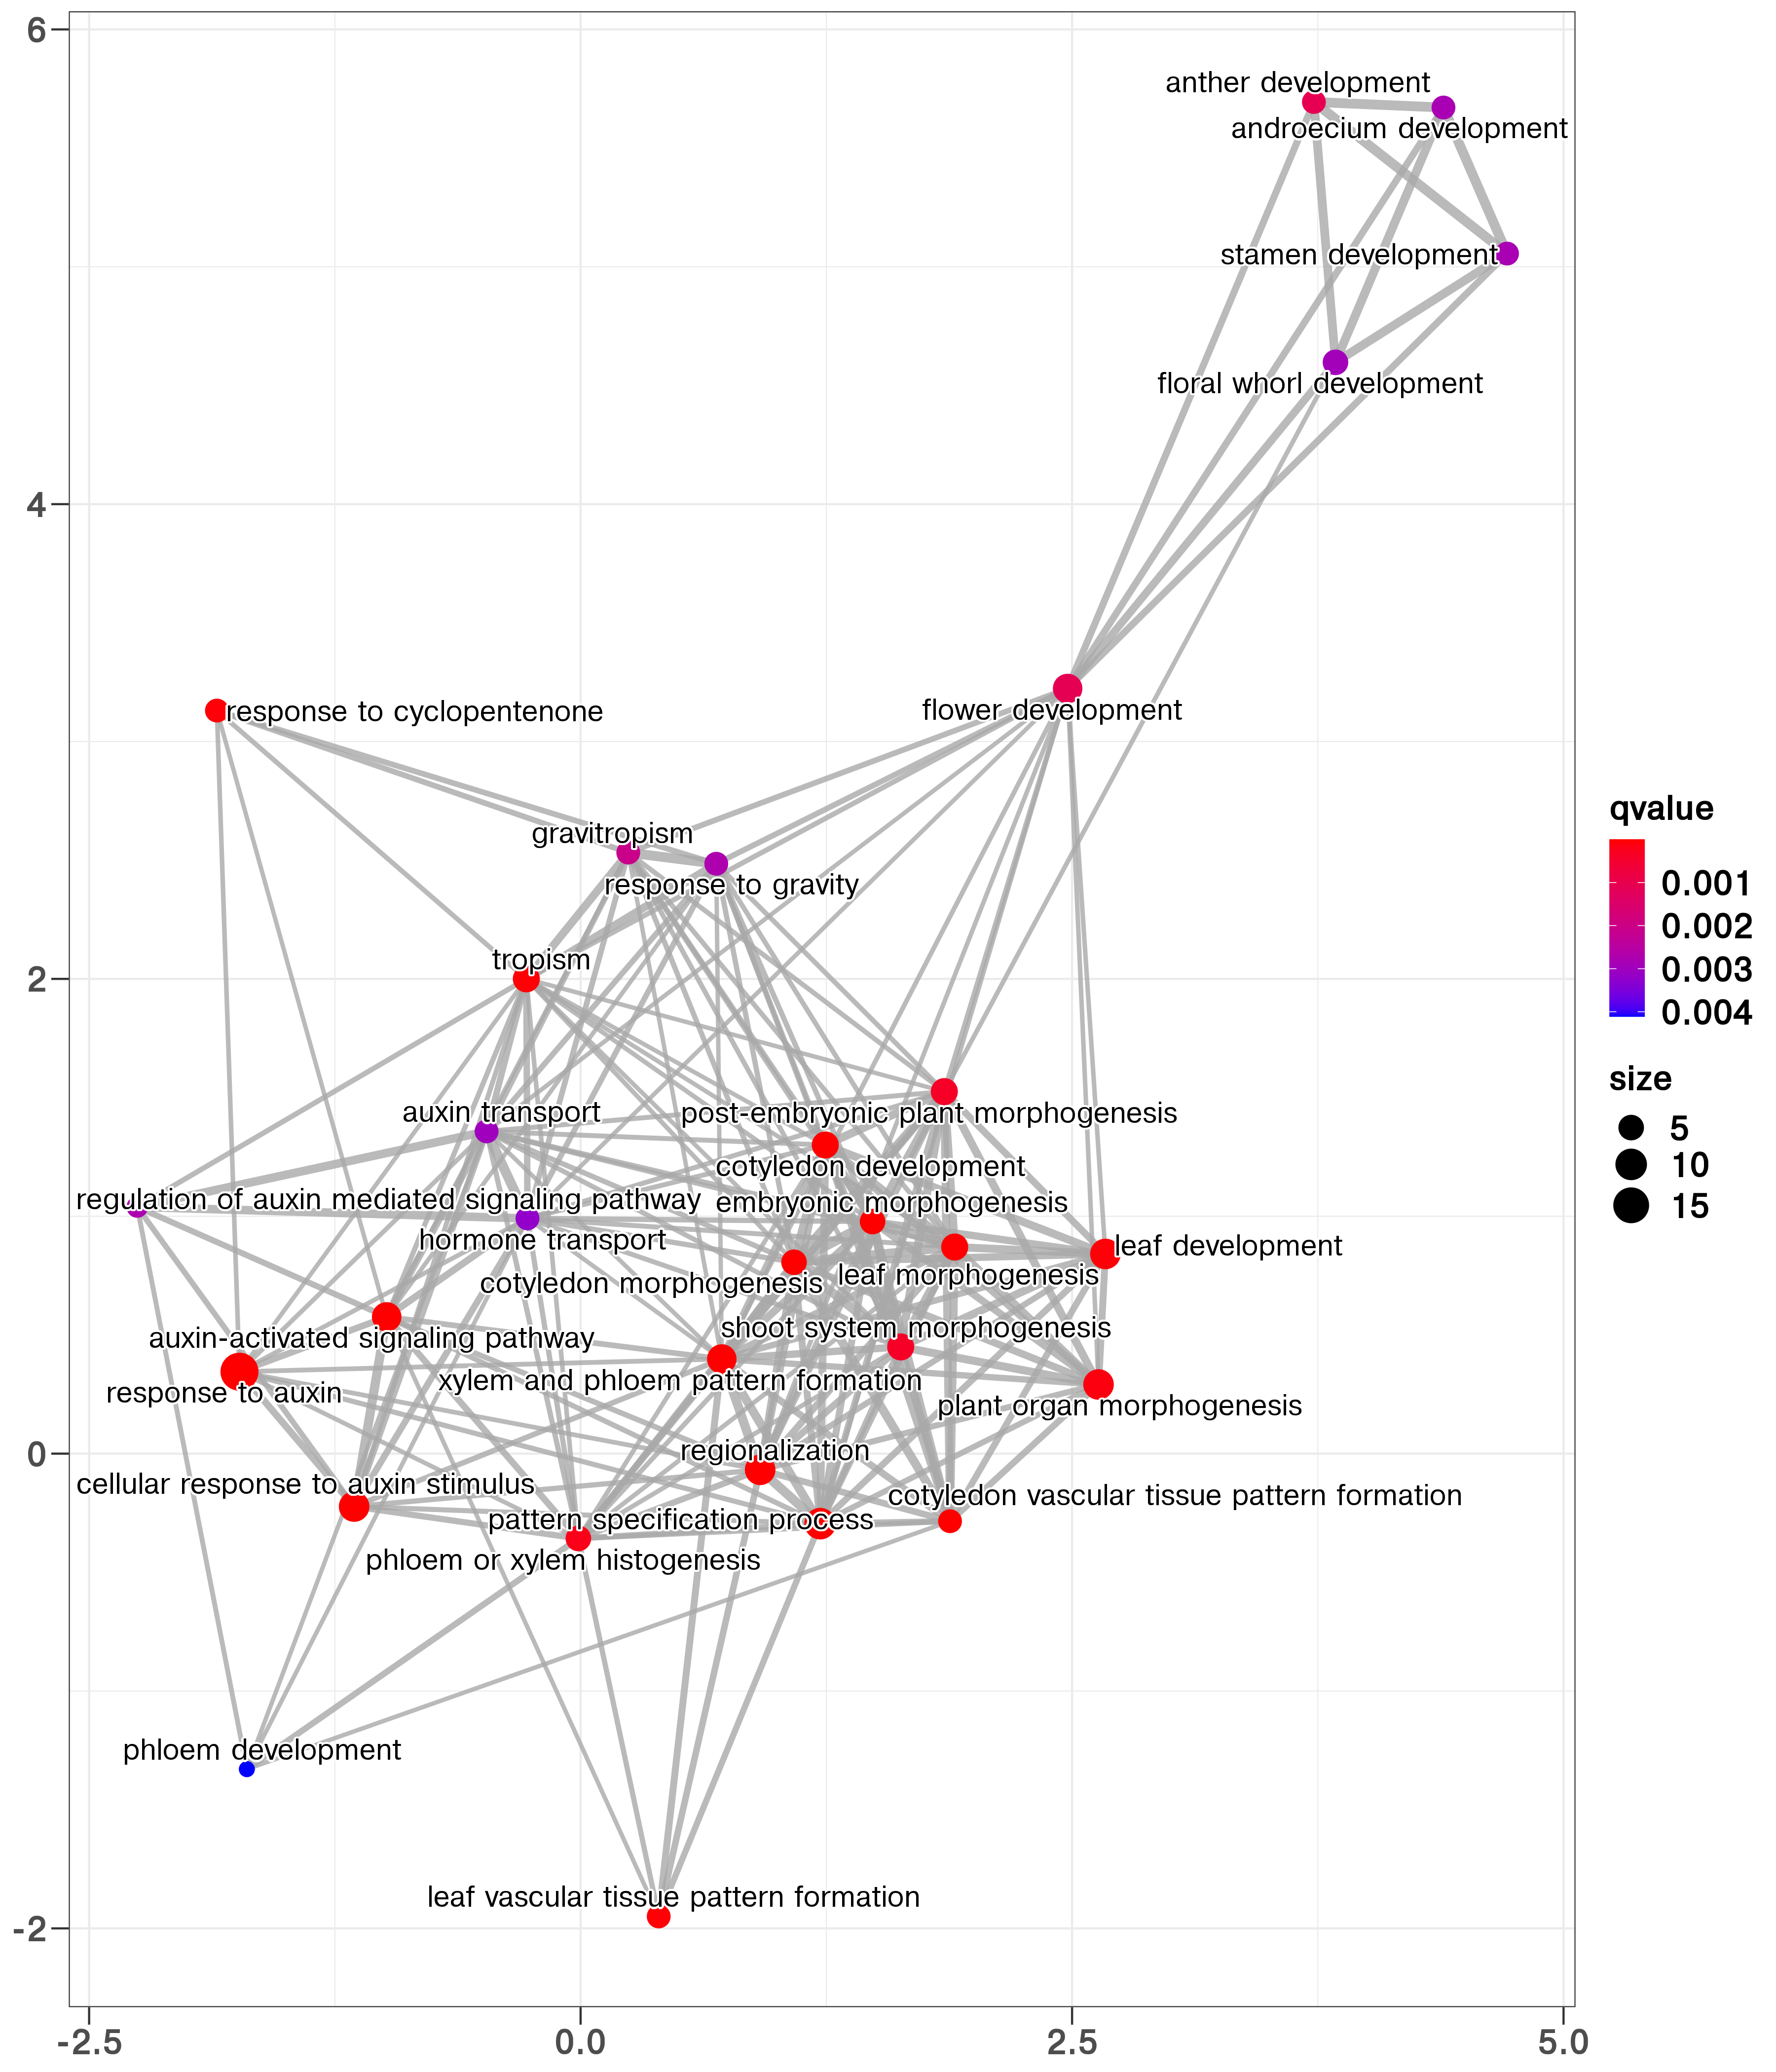 6
anther development
androecium development
stamen development
floral whorl development
4
response to cyclopentenone
flower development
gravitropism
response to gravity
qvalue
0.001
0.002
0.003
0.004
tropism
2
size
5
10
15
auxin transport
post-embryonic plant morphogenesis
cotyledon development
regulation of auxin mediated signaling pathway
embryonic morphogenesis
hormone transport
leaf development
cotyledon morphogenesis
leaf morphogenesis
auxin-activated signaling pathway
shoot system morphogenesis
response to auxin
xylem and phloem pattern formation
plant organ morphogenesis
0
regionalization
cellular response to auxin stimulus
cotyledon vascular tissue pattern formation
pattern specification process
phloem or xylem histogenesis
phloem development
leaf vascular tissue pattern formation
-2
-2.5
0.0
2.5
5.0